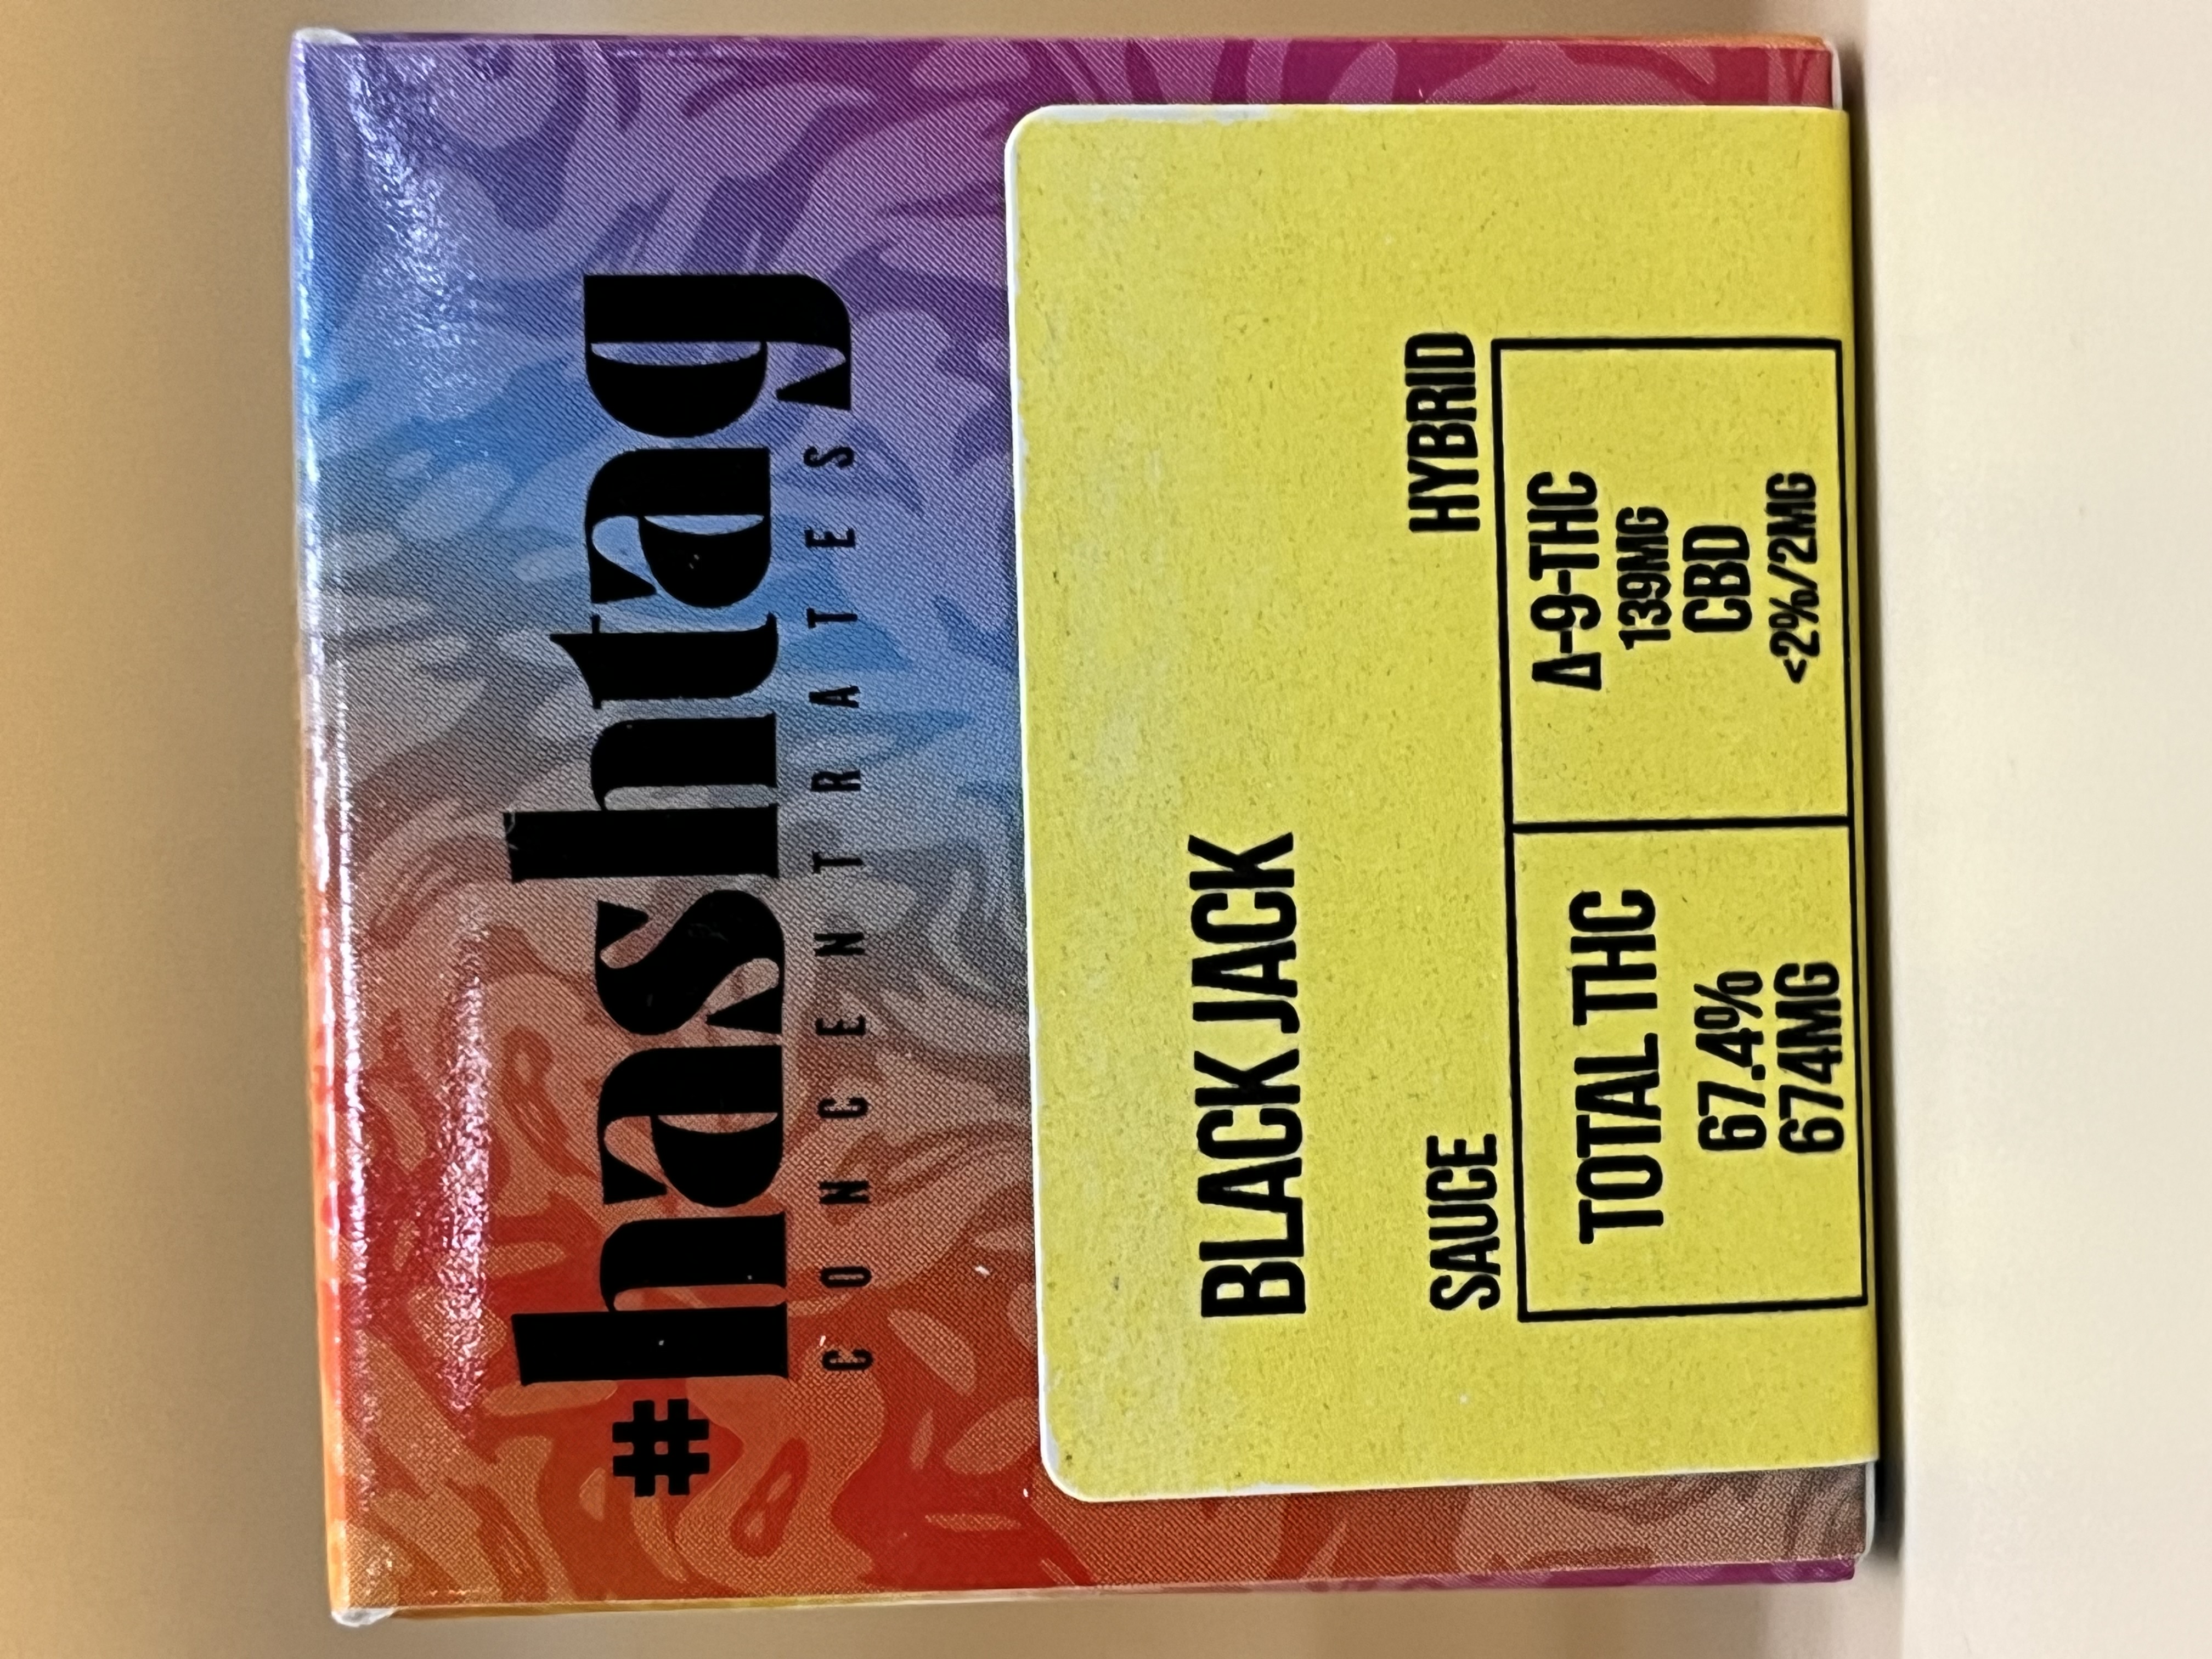 #hashtag
CONCENTRATES
BLACK JACK
SAUCE HYBRID
TOTAL THC
67.4%
674MG
Δ-9-THC
139MG
CBD
<2%/2MG